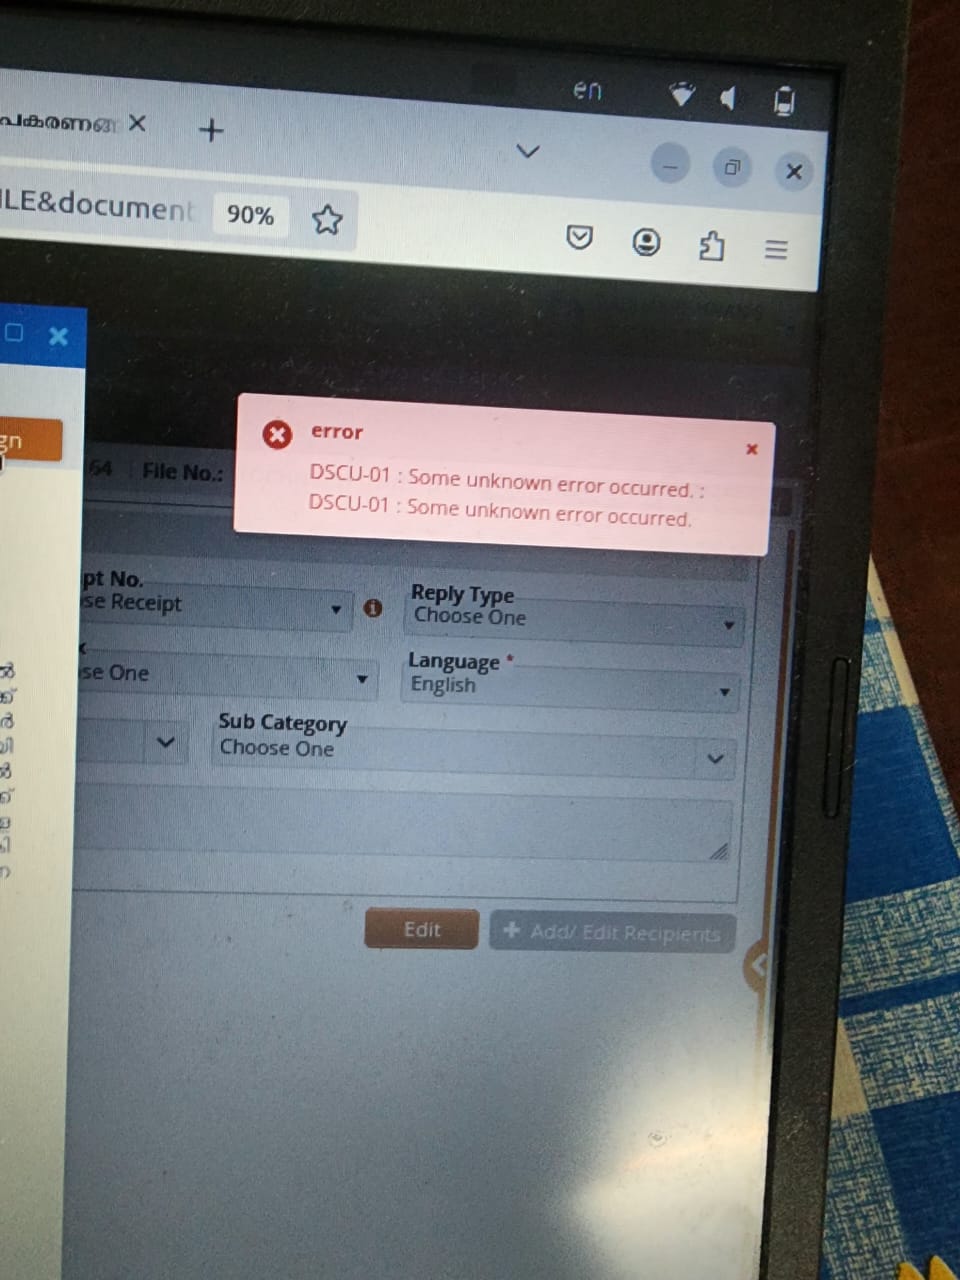 en
90%
64 File No.:
error
DSCU-01 : Some unknown error occurred. :
DSCU-01 : Some unknown error occurred.
pt No.
se Receipt
Reply Type
Choose One
se One
Language *
English
Sub Category
Choose One
ൽ
ക്ക്
ർ
ൽ
Edit
+ Add/ Edit Recipients
ILE&document
gn